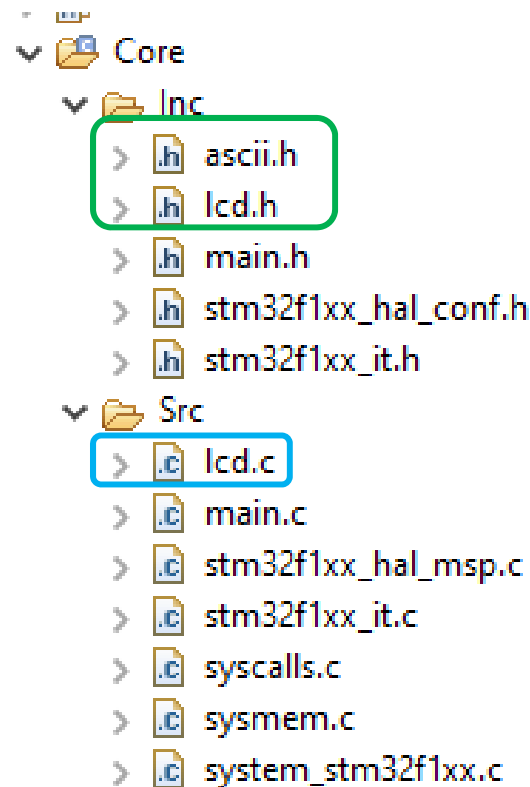 Core
Inc
.h ascii.h
.h lcd.h
.h main.h
.h stm32f1xx_hal_conf.h
.h stm32f1xx_it.h
Src
.c lcd.c
.c main.c
.c stm32f1xx_hal_msp.c
.c stm32f1xx_it.c
.c syscalls.c
.c sysmem.c
.c system_stm32f1xx.c